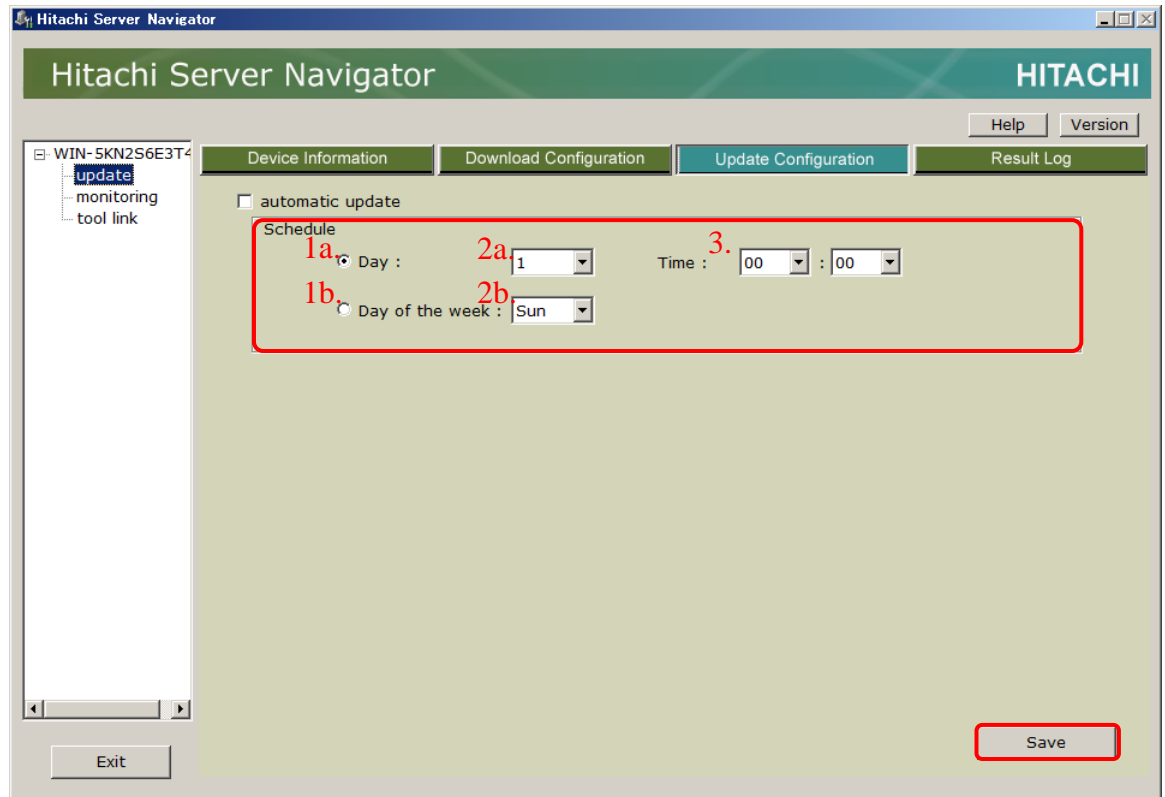 Hitachi Server Navigator
Hitachi Server Navigator HITACHI
Help Version
WIN-5KN2S6E3T4
update
monitoring
tool link
Device Information Download Configuration Update Configuration Result Log
automatic update
Schedule
1a. Day : 2a. 1 Time : 3. 00 : 00
1b. Day of the week : 2b. Sun
Save
Exit